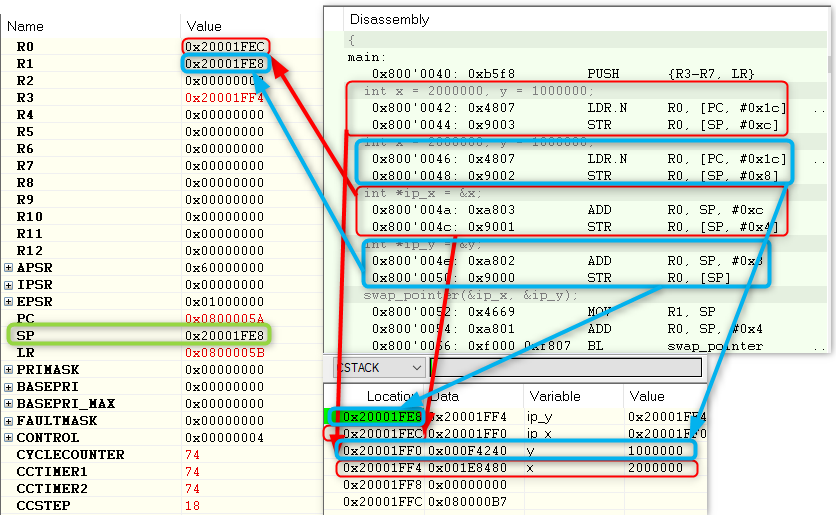 Name Value
R0 0x20001FEC
R1 0x20001FE8
R2
R3 0x20001FF4
R4 0x00000000
R5 0x00000000
R6 0x00000000
R7 0x00000000
R8 0x00000000
R9 0x00000000
R10 0x00000000
R11 0x00000000
R12 0x00000000
APSR 0x60000000
IPSR 0x00000000
EPSR 0x01000000
PC 0x0800005A
SP 0x20001FE8
LR 0x0800005B
PRIMASK 0x00000000
BASEPRI 0x00000000
BASEPRI_MAX 0x00000000
FAULTMASK 0x00000000
CONTROL 0x00000004
CYCLECOUNTER 74
CCTIMER1 74
CCTIMER2 74
CCSTEP 18
Disassembly
{
main:
0x800'0040: 0xb5f8 PUSH {R3-R7, LR}
int x = 2000000, y = 1000000;
0x800'0042: 0x4807 LDR.N R0, [PC, #0x1c] ..
0x800'0044: 0x9003 STR R0, [SP, #0xc]
int x = 2000000, y = 1000000;
0x800'0046: 0x4807 LDR.N R0, [PC, #0x1c] ..
0x800'0048: 0x9002 STR R0, [SP, #0x8]
int *ip_x = &x;
0x800'004a: 0xa803 ADD R0, SP, #0xc
0x800'004c: 0x9001 STR R0, [SP, #0x4]
int *ip_y = &y;
0x800'004e: 0xa802 ADD R0, SP, #0x8
0x800'0050: 0x9000 STR R0, [SP]
swap_pointer(&ip_x, &ip_y);
0x800'0052: 0x4669 MOV R1, SP
0x800'0054: 0xa801 ADD R0, SP, #0x4
0xf000 0xf807 BL swap_pointer
CSTACK
Location Data Variable Value
0x20001FE8 0x20001FF4 ip_y 0x20001FF4
0x20001FEC 0x20001FF0 ip_x 0x20001FF0
0x20001FF0 0x000F4240 y 1000000
0x20001FF4 0x001E8480 x 2000000
0x20001FF8 0x00000000
0x20001FFC 0x080000B7